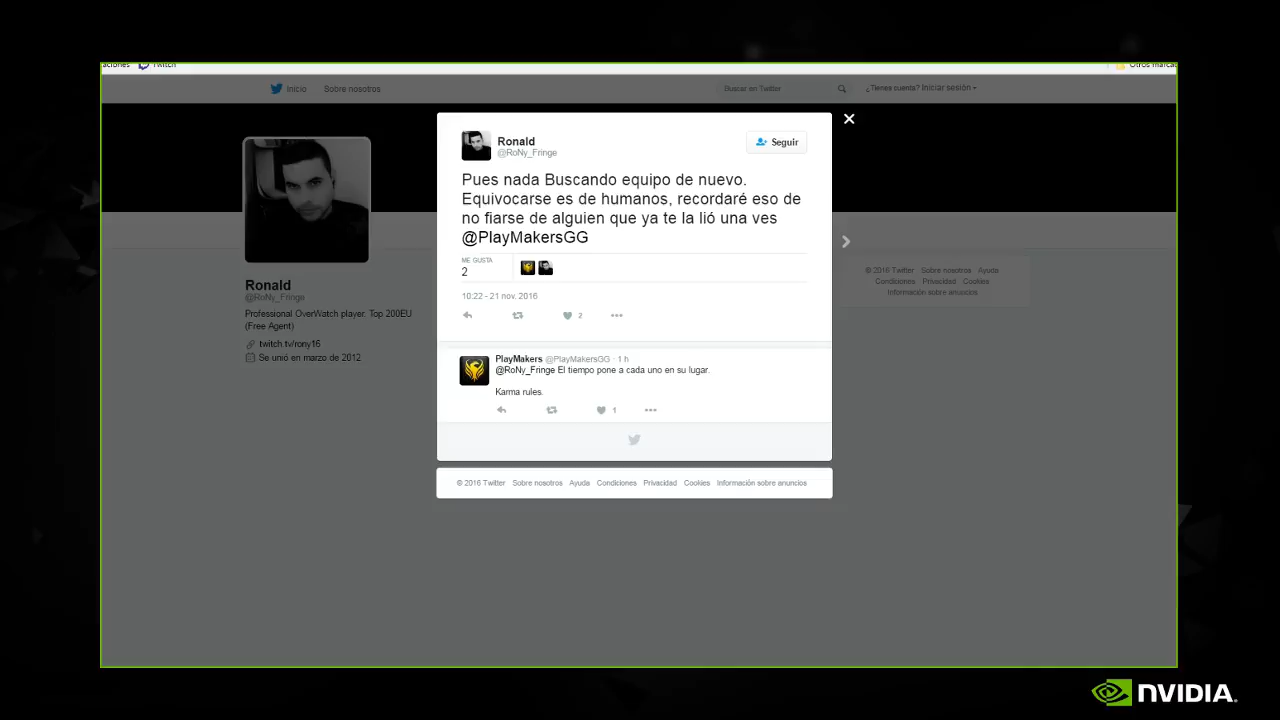 aciones Twitch Otros marcad
Inicio Sobre nosotros Buscar en Twitter ¿Tienes cuenta? Iniciar sesión
Ronald
@RoNy_Fringe
Professional OverWatch player. Top 200EU
(Free Agent)
twitch.tv/rony16
Se unió en marzo de 2012
Ronald
@RoNy_Fringe
Seguir
Pues nada Buscando equipo de nuevo.
Equivocarse es de humanos, recordaré eso de
no fiarse de alguien que ya te la lió una ves
@PlayMakersGG
ME GUSTA
2
10:22 - 21 nov. 2016
2
PlayMakers @PlayMakersGG · 1 h
@RoNy_Fringe El tiempo pone a cada uno en su lugar.
Karma rules.
1
© 2016 Twitter Sobre nosotros Ayuda Condiciones Privacidad Cookies Información sobre anuncios
© 2016 Twitter Sobre nosotros Ayuda
Condiciones Privacidad Cookies
Información sobre anuncios
NVIDIA.